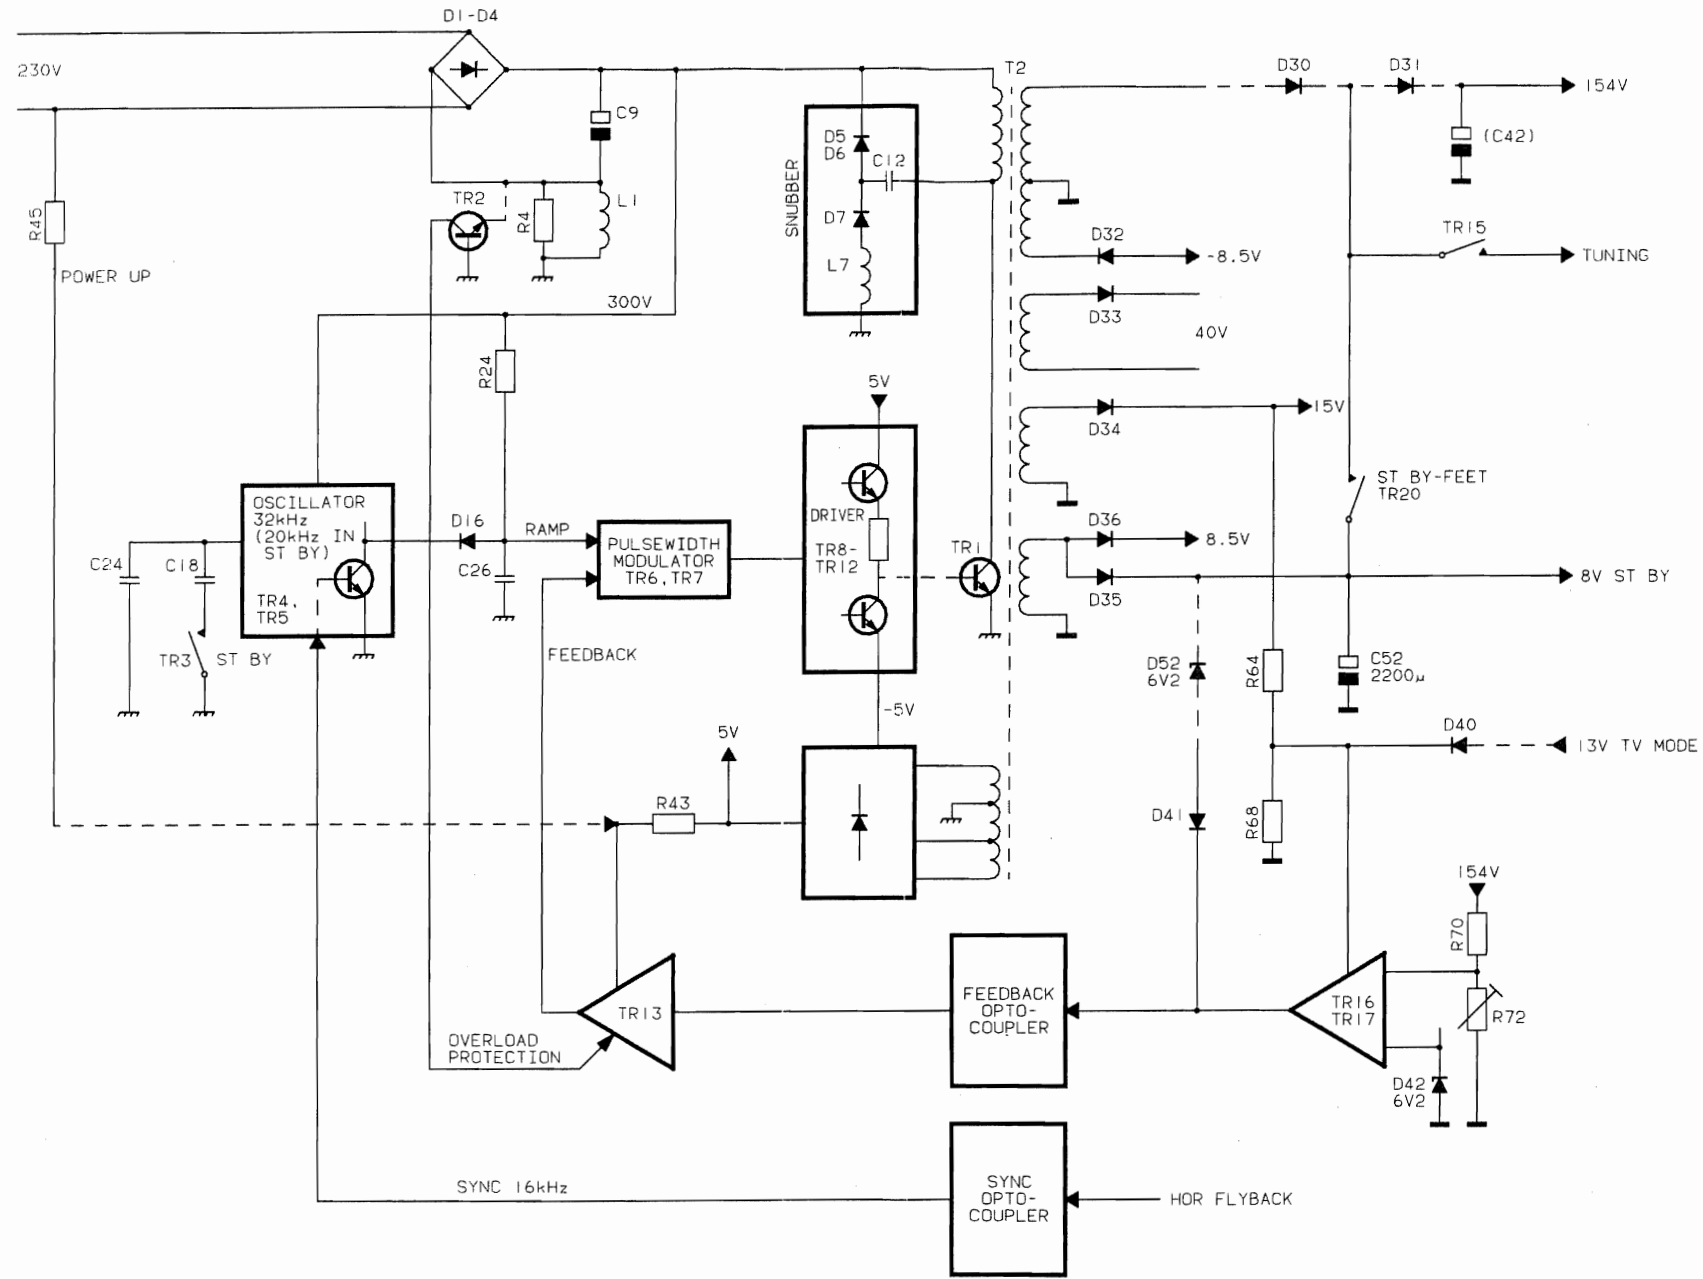 D1-D4
230V
T2
D30
D31
154V
C9
(C42)
D5
D6
C12
SNUBBER
TR2
R4
L1
D7
R45
TR15
D32
-8.5V
TUNING
L7
POWER UP
300V
D33
40V
R24
5V
15V
D34
ST BY-FEET
TR20
OSCILLATOR
32kHz
(20kHz IN
ST BY)
D16
RAMP
DRIVER
D36
8.5V
PULSEWIDTH
MODULATOR
TR6,TR7
TR8-
TR12
TR1
C24
C18
C26
8V ST BY
D35
TR4,
TR5
FEEDBACK
TR3
ST BY
D52
6V2
R64
C52
2200µ
-5V
5V
D40
13V TV MODE
R43
D41
R68
154V
R70
FEEDBACK
OPTO-
COUPLER
TR13
TR16
TR17
R72
OVERLOAD
PROTECTION
D42
6V2
SYNC 16kHz
SYNC
OPTO-
COUPLER
HOR FLYBACK